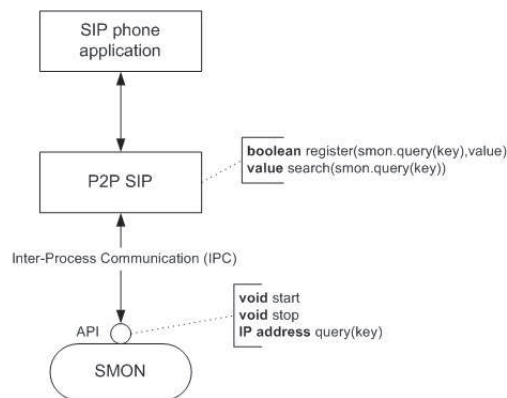 SIP phone
application
boolean register(smon.query(key),value)
value search(smon.query(key))
P2P SIP
Inter-Process Communication (IPC)
void start
void stop
IP address query(key)
API
SMON